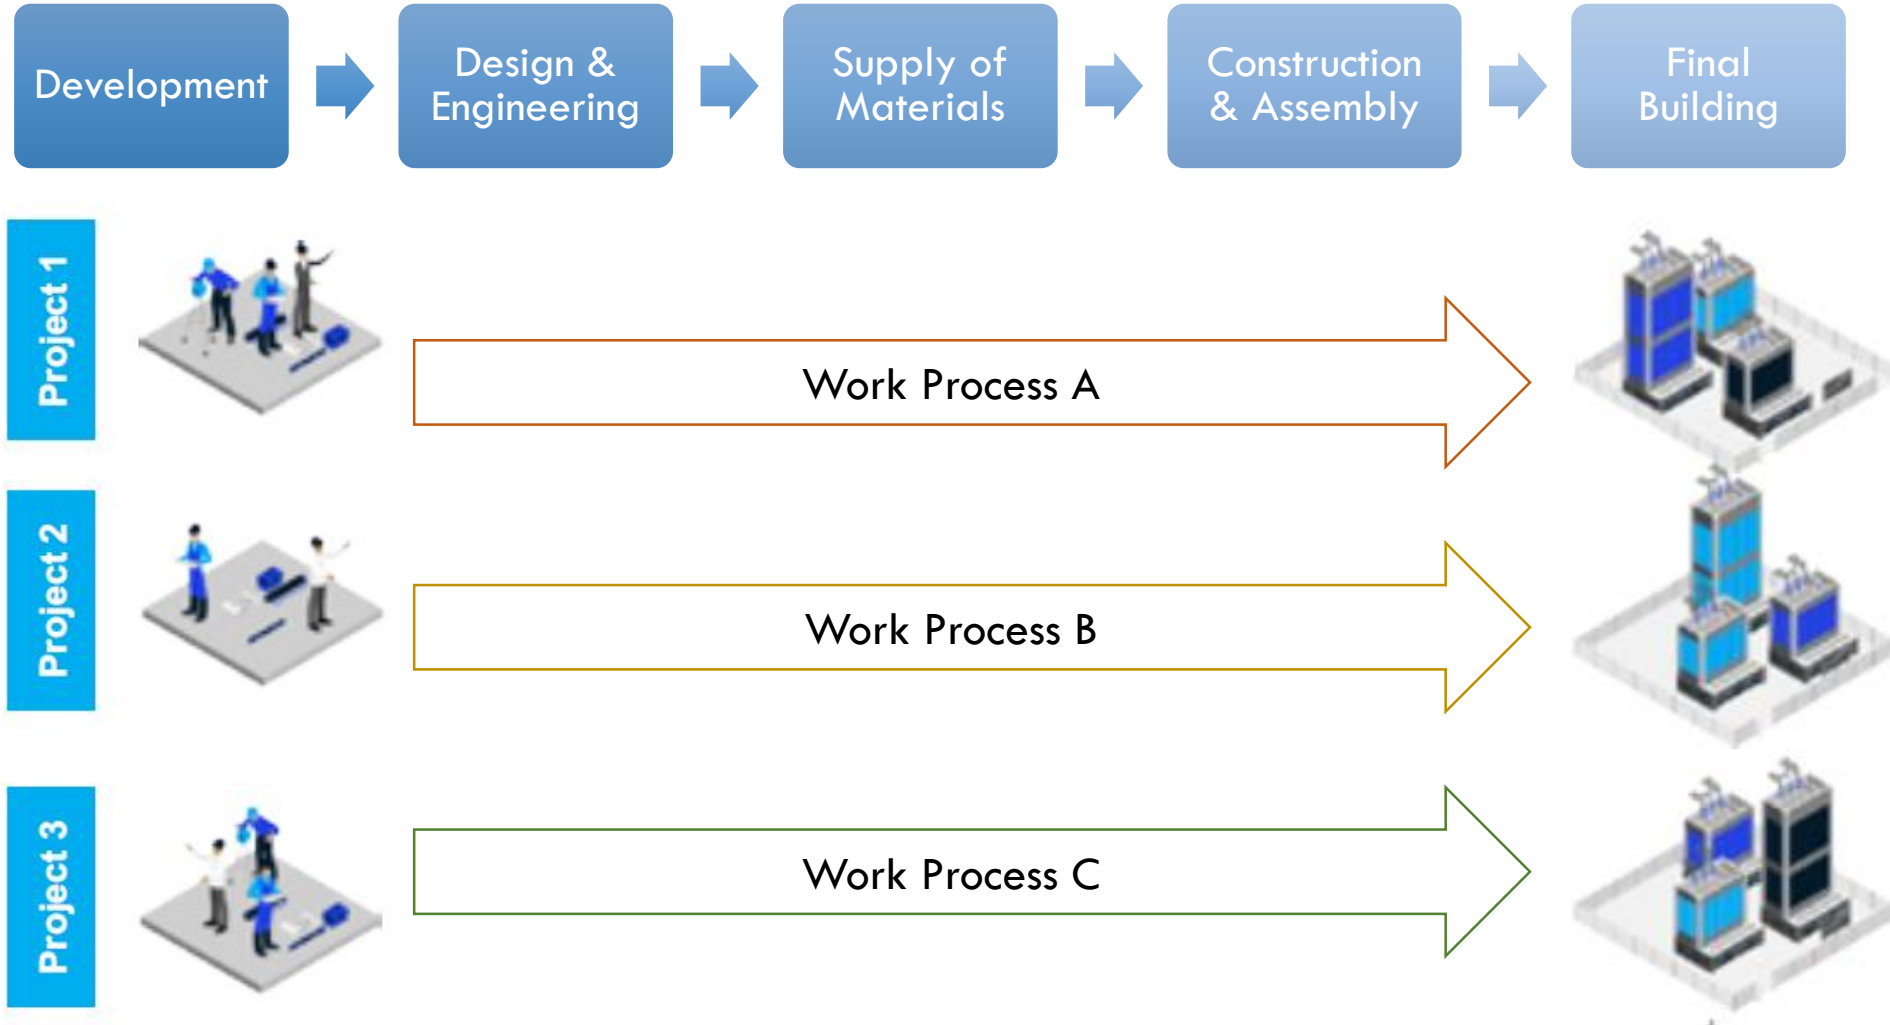 Development
Design &
Engineering
Supply of
Materials
Construction
& Assembly
Final
Building
Project 1
Work Process A
Project 2
Work Process B
Project 3
Work Process C